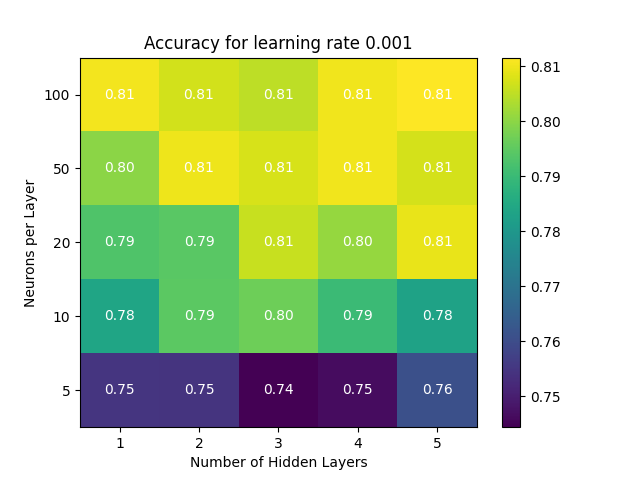 Accuracy for learning rate 0.001
Neurons per Layer
100 0.81 0.81 0.81 0.81 0.81
50 0.80 0.81 0.81 0.81 0.81
20 0.79 0.79 0.81 0.80 0.81
10 0.78 0.79 0.80 0.79 0.78
5 0.75 0.75 0.74 0.75 0.76
1 2 3 4 5
Number of Hidden Layers
0.81
0.80
0.79
0.78
0.77
0.76
0.75